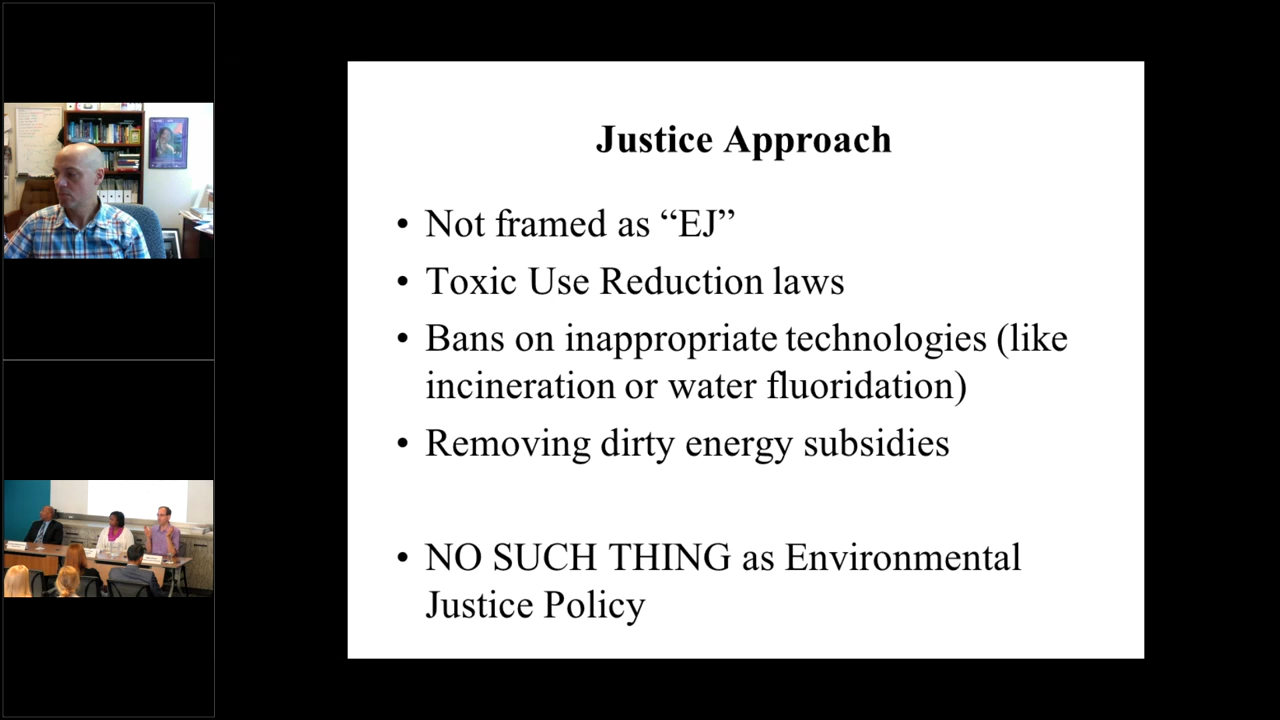 Justice Approach
• Not framed as “EJ”
• Toxic Use Reduction laws
• Bans on inappropriate technologies (like
incineration or water fluoridation)
• Removing dirty energy subsidies
• NO SUCH THING as Environmental
Justice Policy